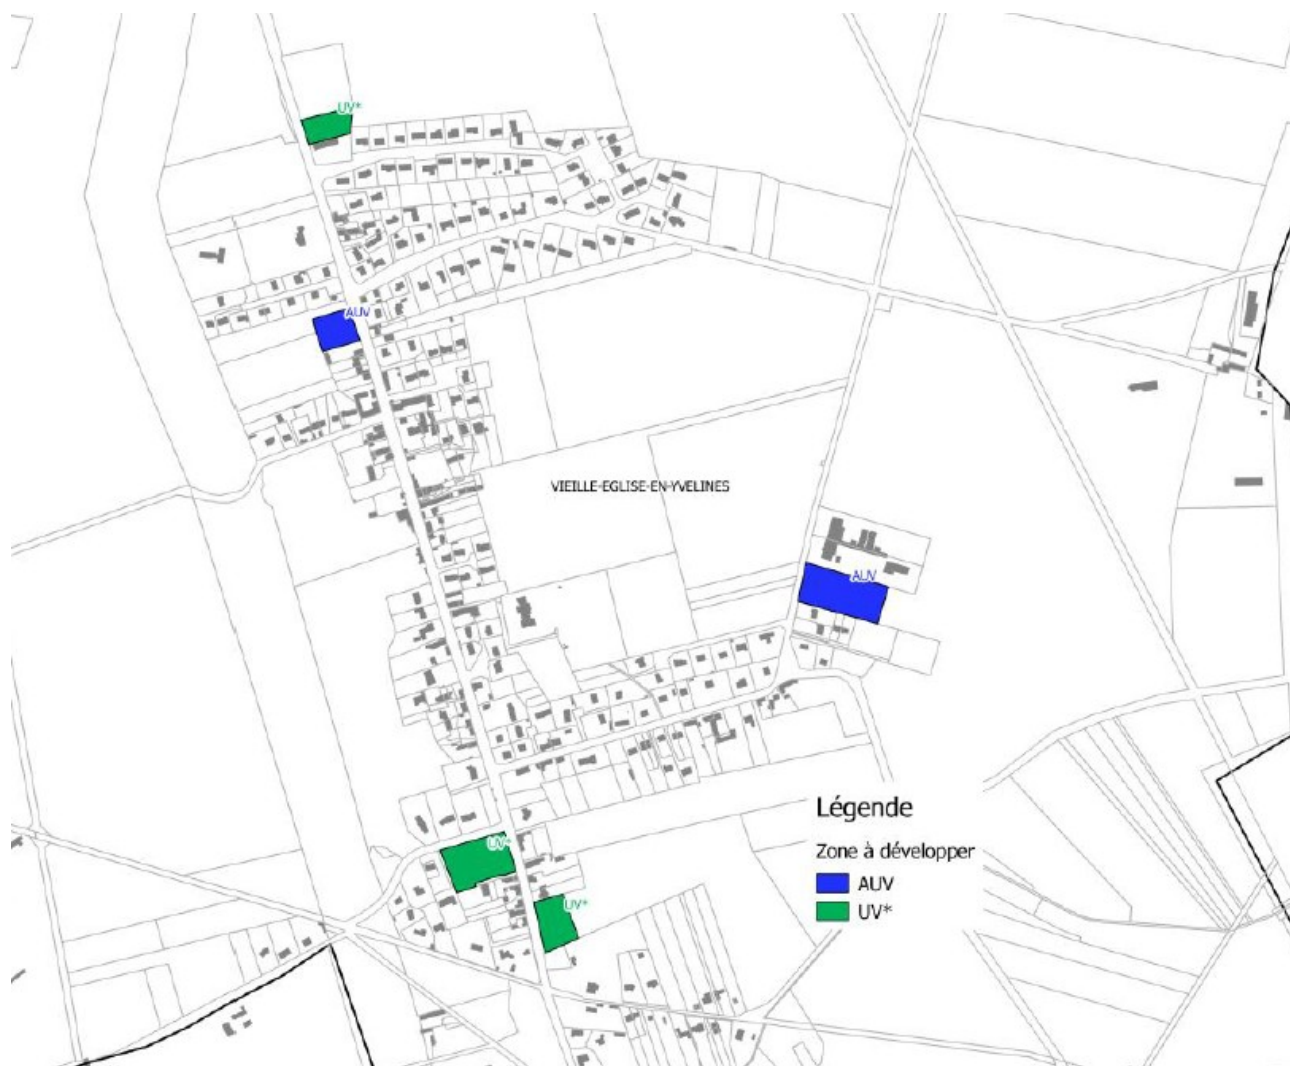 UV*
AUV
VIEILLE-EGLISE-EN-YVELINES
AUV
UV*
UV*
Légende
Zone à développer
AUV
UV*